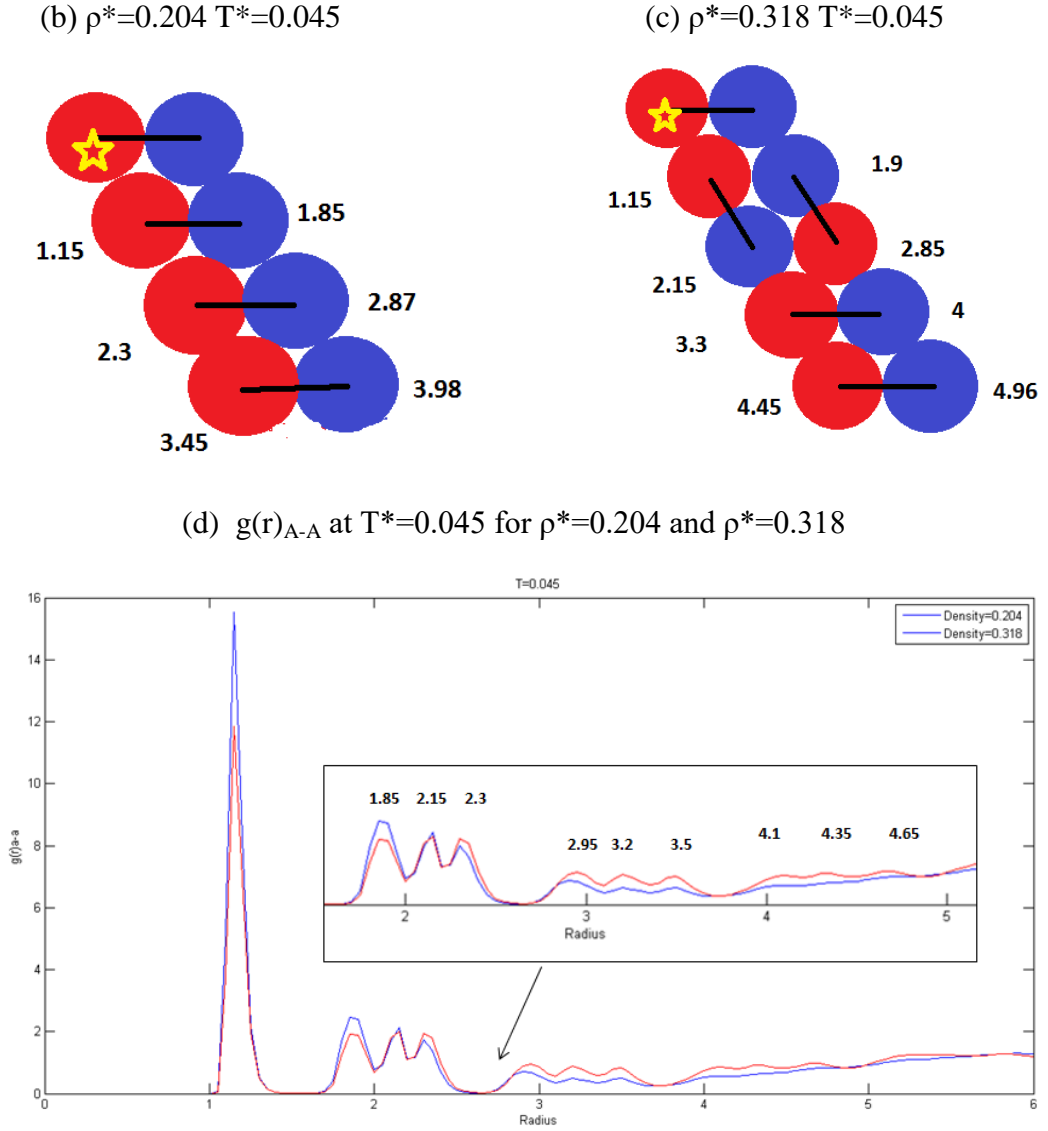 (b) ρ*=0.204 T*=0.045
(c) ρ*=0.318 T*=0.045
1.15
1.85
2.3
2.87
3.45
3.98
1.15
1.9
2.15
2.85
3.3
4
4.45
4.96
(d) g(r)A-A at T*=0.045 for ρ*=0.204 and ρ*=0.318
T=0.045
Density=0.204
Density=0.318
16
14
12
10
8
6
4
2
0
g(r)a-a
1.85 2.15 2.3 2.95 3.2 3.5 4.1 4.35 4.65
2 3 4 5
Radius
0 1 2 3 4 5 6
Radius